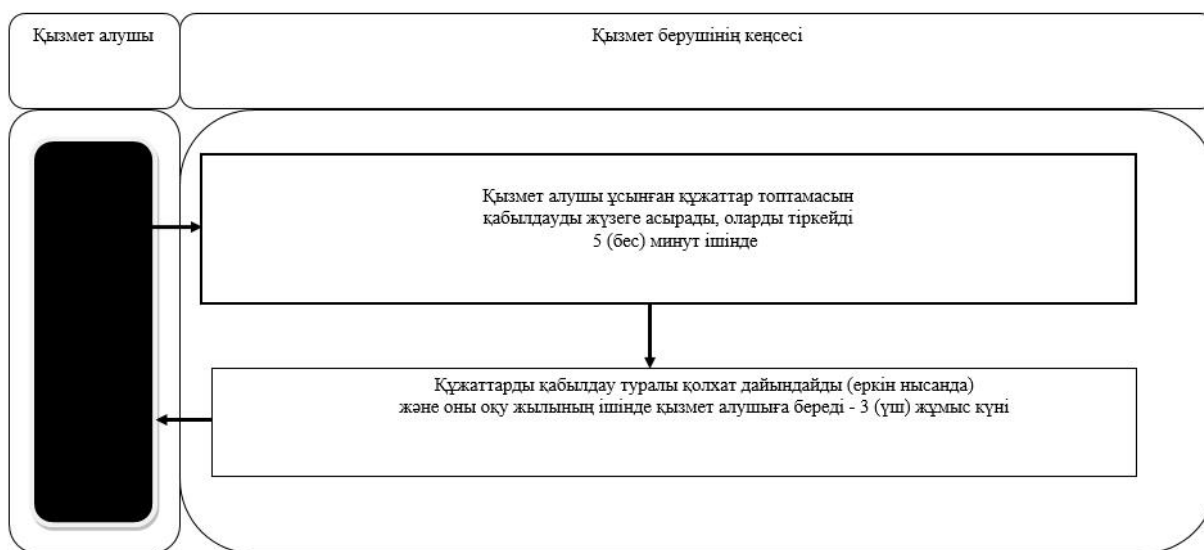 Қызмет алушы
Қызмет берушінің кеңсесі
Қызмет алушы ұсынған құжаттар топтамасын
қабылдауды жүзеге асырады, оларды тіркейді
5 (бес) минут ішінде
Құжаттарды қабылдау туралы қолхат дайындайды (еркін нысанда)
және оны оқу жылының ішінде қызмет алушыға береді - 3 (үш) жұмыс күні